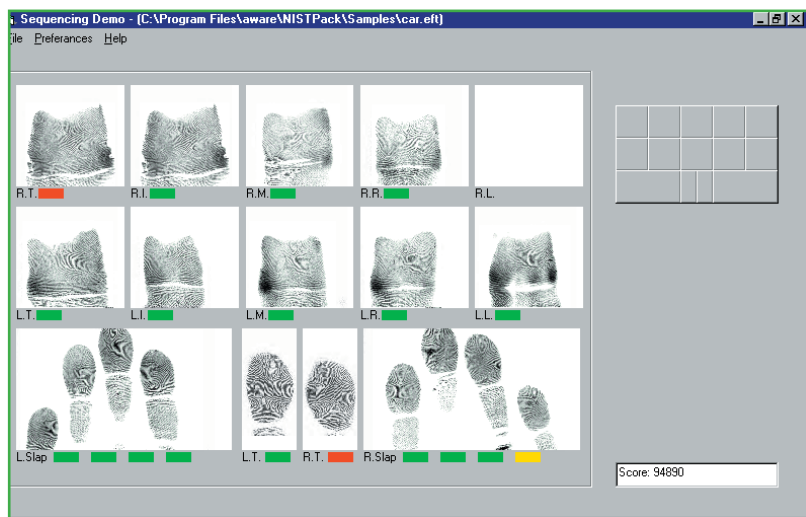 Sequencing Demo - (C:\Program Files\aware\NISTPack\Samples\car.eft)
ile Preferances Help
R.T. R.I. R.M. R.R. R.L.
L.T. L.I. L.M. L.R. L.L.
L.Slap L.T. R.T. R.Slap
Score: 94890